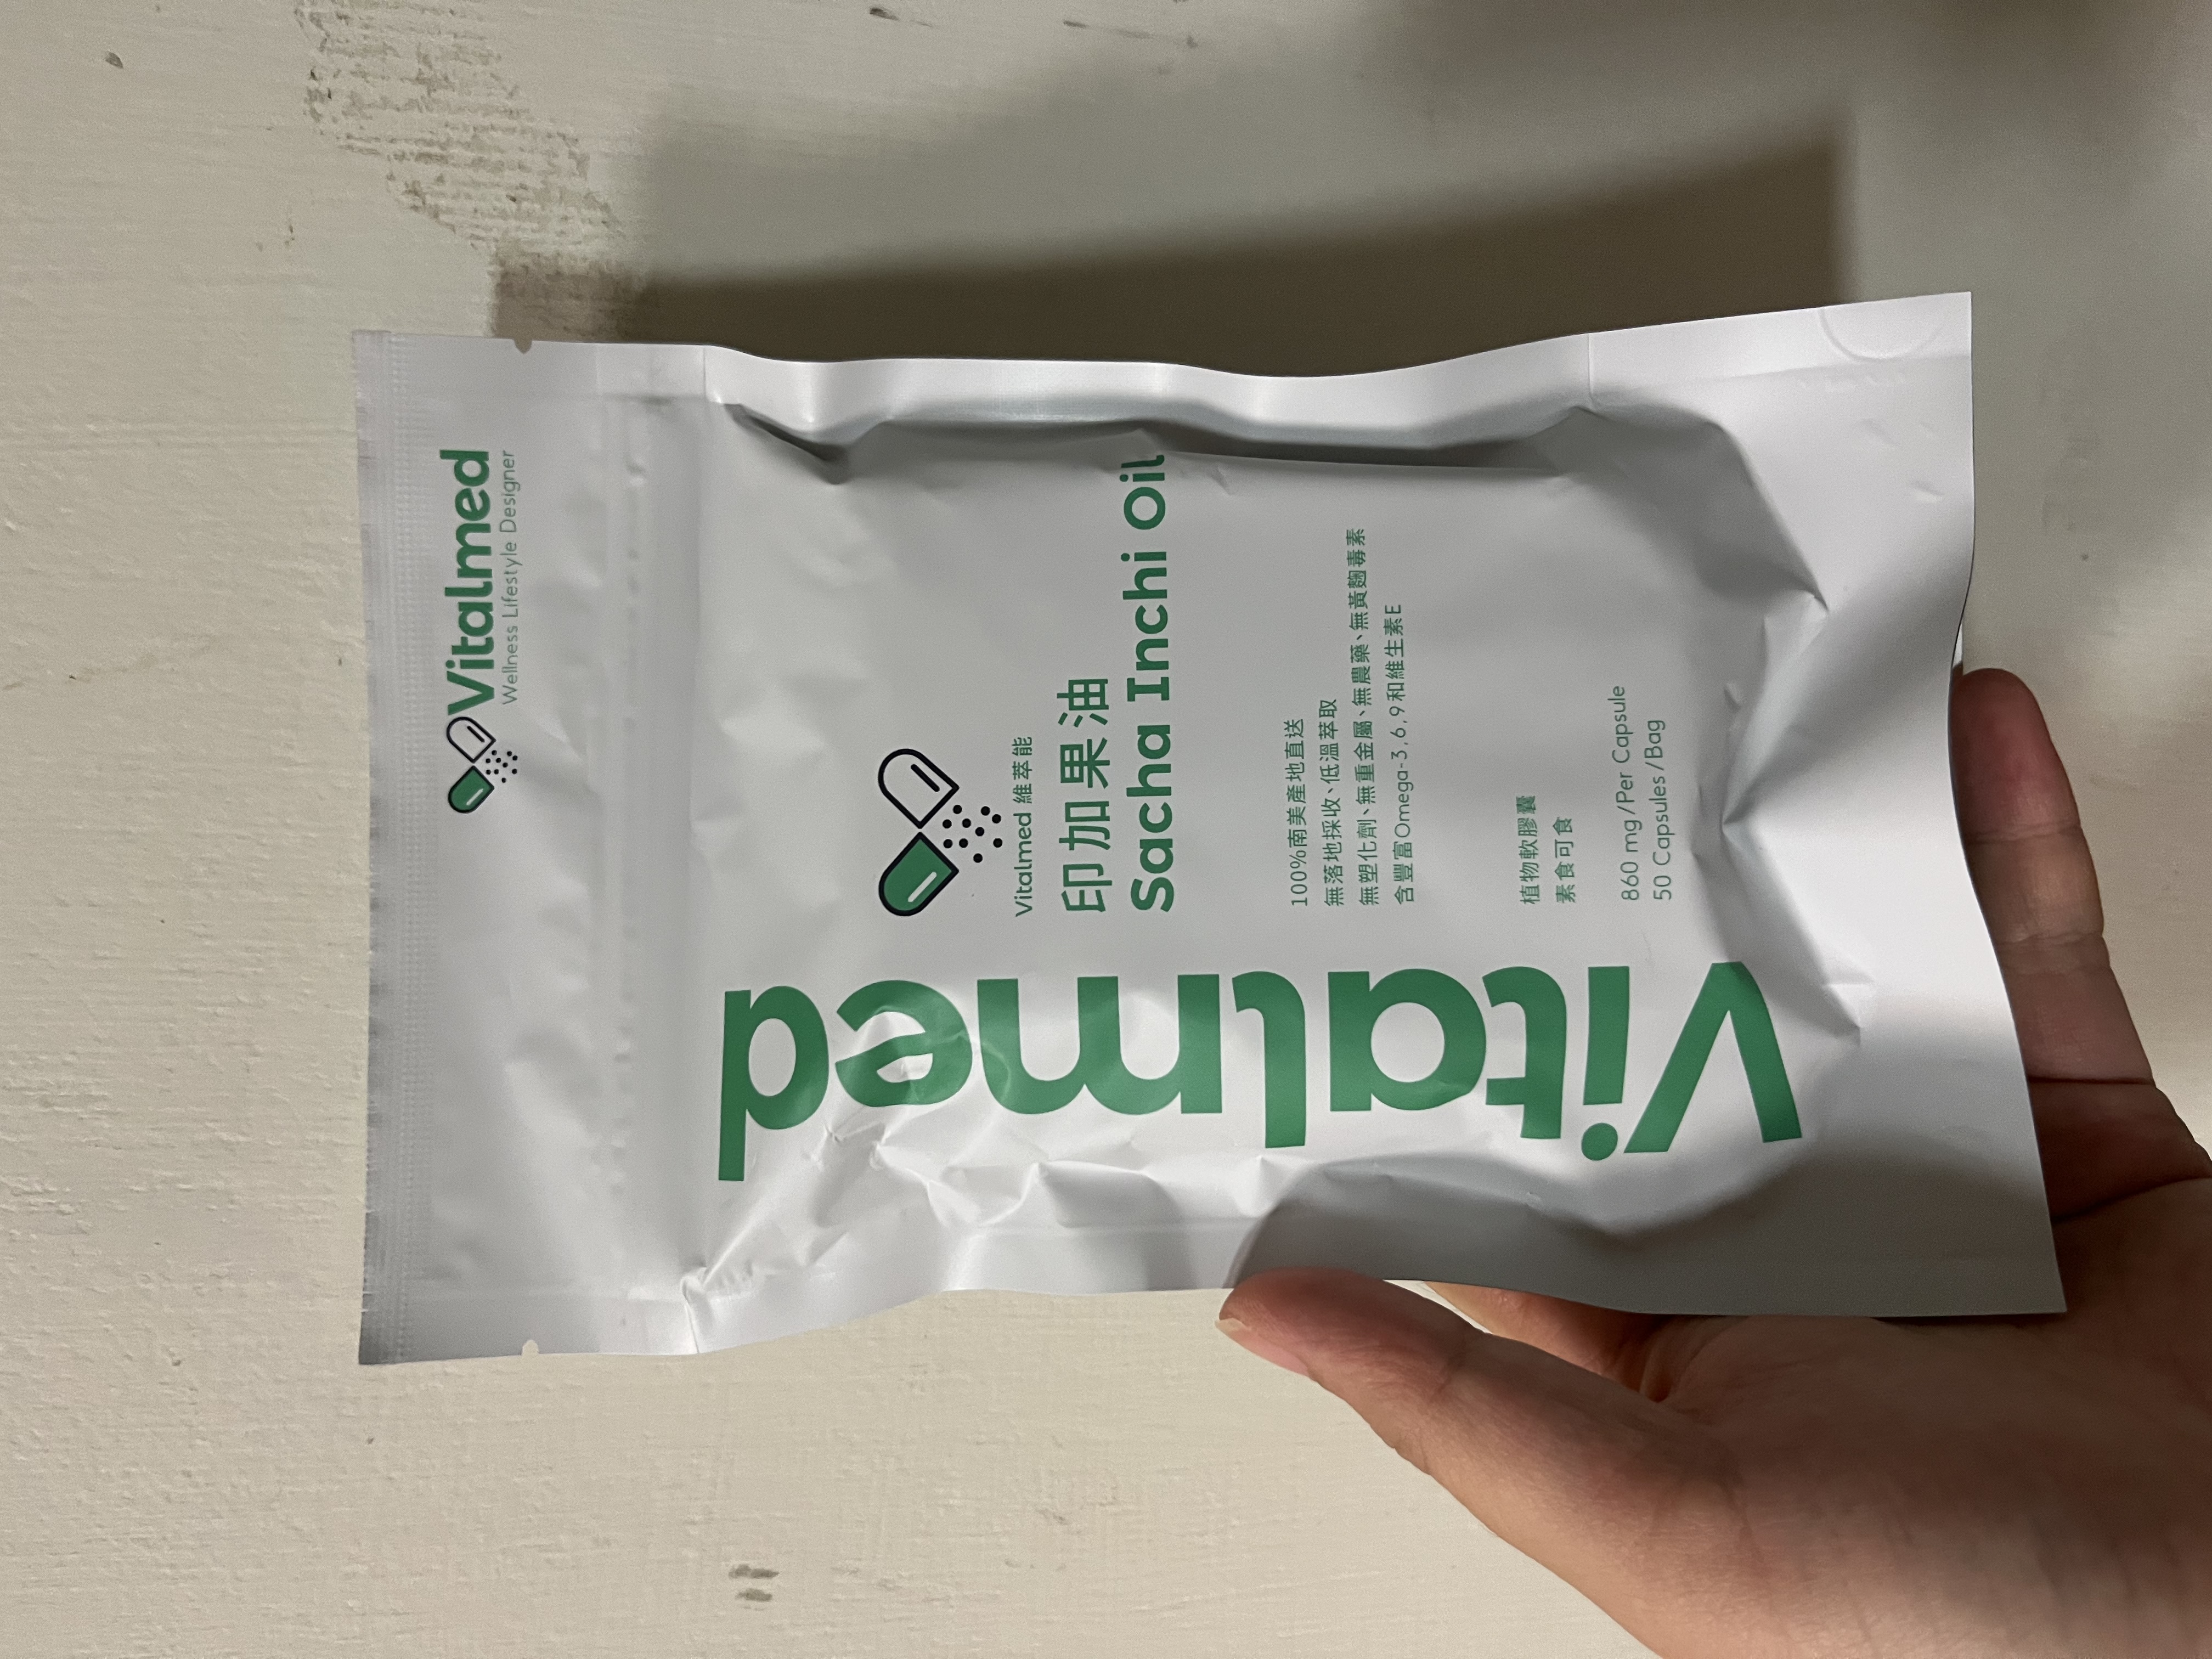 Vitalmed
Wellness Lifestyle Designer
Vitalmed 維萃能
印加果油
Sacha Inchi Oil
100%南美產地直送
無落地採收、低溫萃取
無塑化劑、無重金屬、無農藥、無黃麴毒素
含豐富Omega-3,6,9和維生素E
植物軟膠囊
素食可食
860 mg/Per Capsule
50 Capsules/Bag
Vitalmed